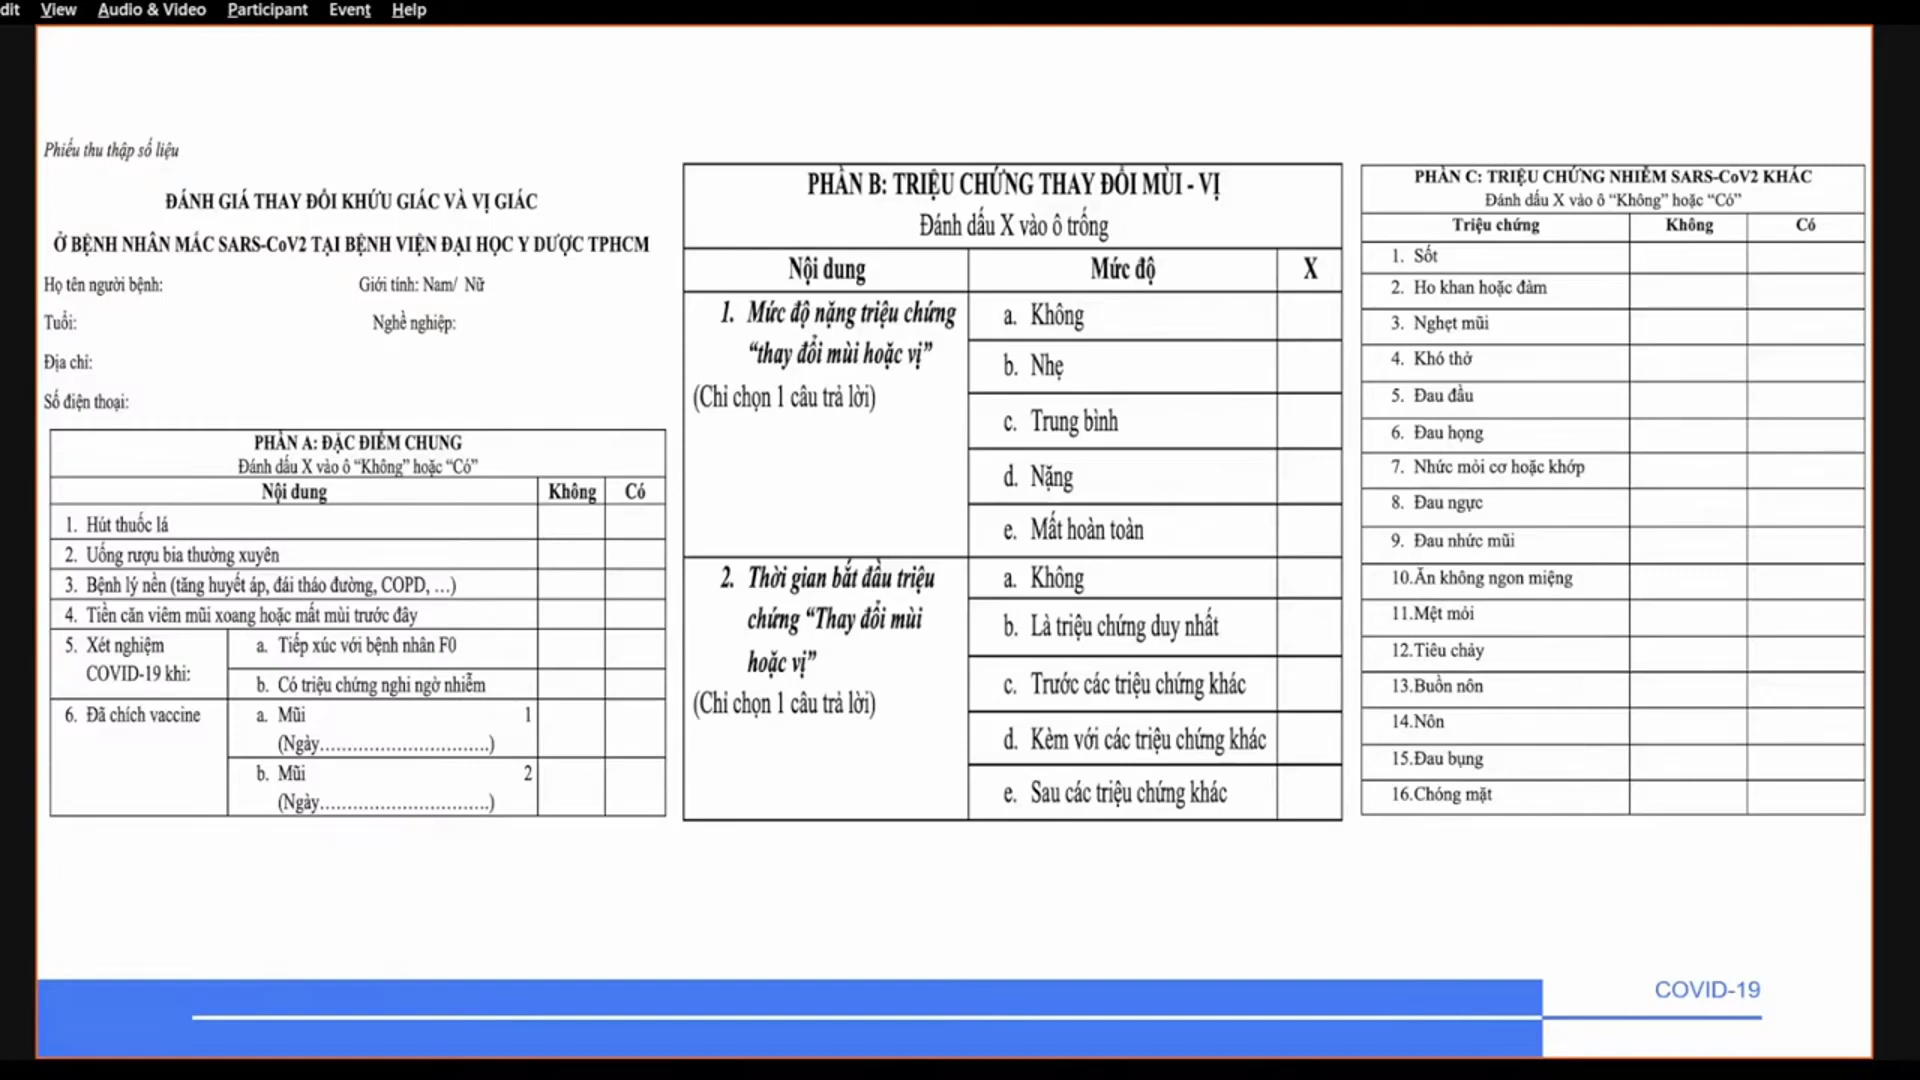 dit View Audio & Video Participant Event Help
Phiếu thu thập số liệu
ĐÁNH GIÁ THAY ĐỔI KHỨU GIÁC VÀ VỊ GIÁC
Ở BỆNH NHÂN MẮC SARS-CoV2 TẠI BỆNH VIỆN ĐẠI HỌC Y DƯỢC TPHCM
Họ tên người bệnh: Giới tính: Nam/ Nữ
Tuổi: Nghề nghiệp:
Địa chỉ:
Số điện thoại:
PHẦN A: ĐẶC ĐIỂM CHUNG
Đánh dấu X vào ô “Không” hoặc “Có”
Nội dung Không Có
1. Hút thuốc lá
2. Uống rượu bia thường xuyên
3. Bệnh lý nền (tăng huyết áp, đái tháo đường, COPD, …)
4. Tiền căn viêm mũi xoang hoặc mất mùi trước đây
5. Xét nghiệm
COVID-19 khi:
a. Tiếp xúc với bệnh nhân F0
b. Có triệu chứng nghi ngờ nhiễm
6. Đã chích vaccine
a. Mũi 1
(Ngày...............................)
b. Mũi 2
(Ngày...............................)
PHẦN B: TRIỆU CHỨNG THAY ĐỔI MÙI - VỊ
Đánh dấu X vào ô trống
Nội dung Mức độ X
1. Mức độ nặng triệu chứng
“thay đổi mùi hoặc vị”
(Chỉ chọn 1 câu trả lời)
a. Không
b. Nhẹ
c. Trung bình
d. Nặng
e. Mất hoàn toàn
2. Thời gian bắt đầu triệu
chứng “Thay đổi mùi
hoặc vị”
(Chỉ chọn 1 câu trả lời)
a. Không
b. Là triệu chứng duy nhất
c. Trước các triệu chứng khác
d. Kèm với các triệu chứng khác
e. Sau các triệu chứng khác
PHẦN C: TRIỆU CHỨNG NHIỄM SARS-CoV2 KHÁC
Đánh dấu X vào ô “Không” hoặc “Có”
Triệu chứng Không Có
1. Sốt
2. Ho khan hoặc đàm
3. Nghẹt mũi
4. Khó thở
5. Đau đầu
6. Đau họng
7. Nhức mỏi cơ hoặc khớp
8. Đau ngực
9. Đau nhức mũi
10.Ăn không ngon miệng
11.Mệt mỏi
12.Tiêu chảy
13.Buồn nôn
14.Nôn
15.Đau bụng
16.Chóng mặt
COVID-19